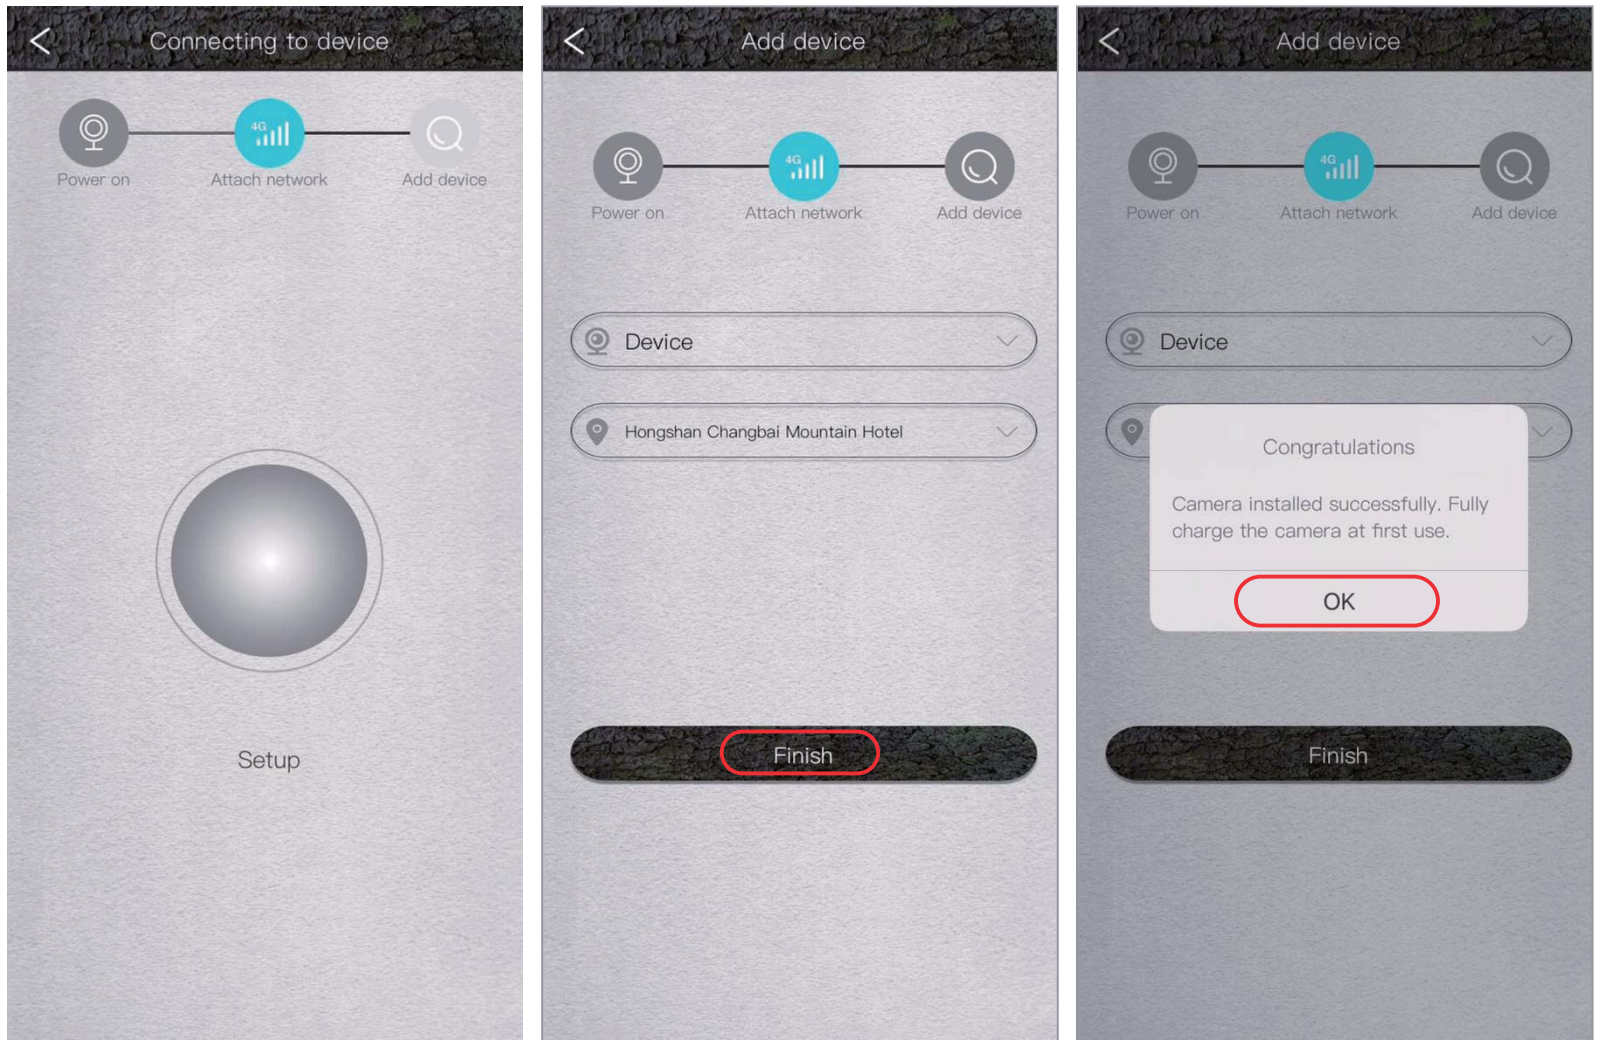 Connecting to device
4G
Power on
Attach network
Add device
Setup
Add device
4G
Power on
Attach network
Add device
Device
Hongshan Changbai Mountain Hotel
Finish
Add device
4G
Power on
Attach network
Add device
Device
Congratulations
Camera installed successfully. Fully
charge the camera at first use.
OK
Finish